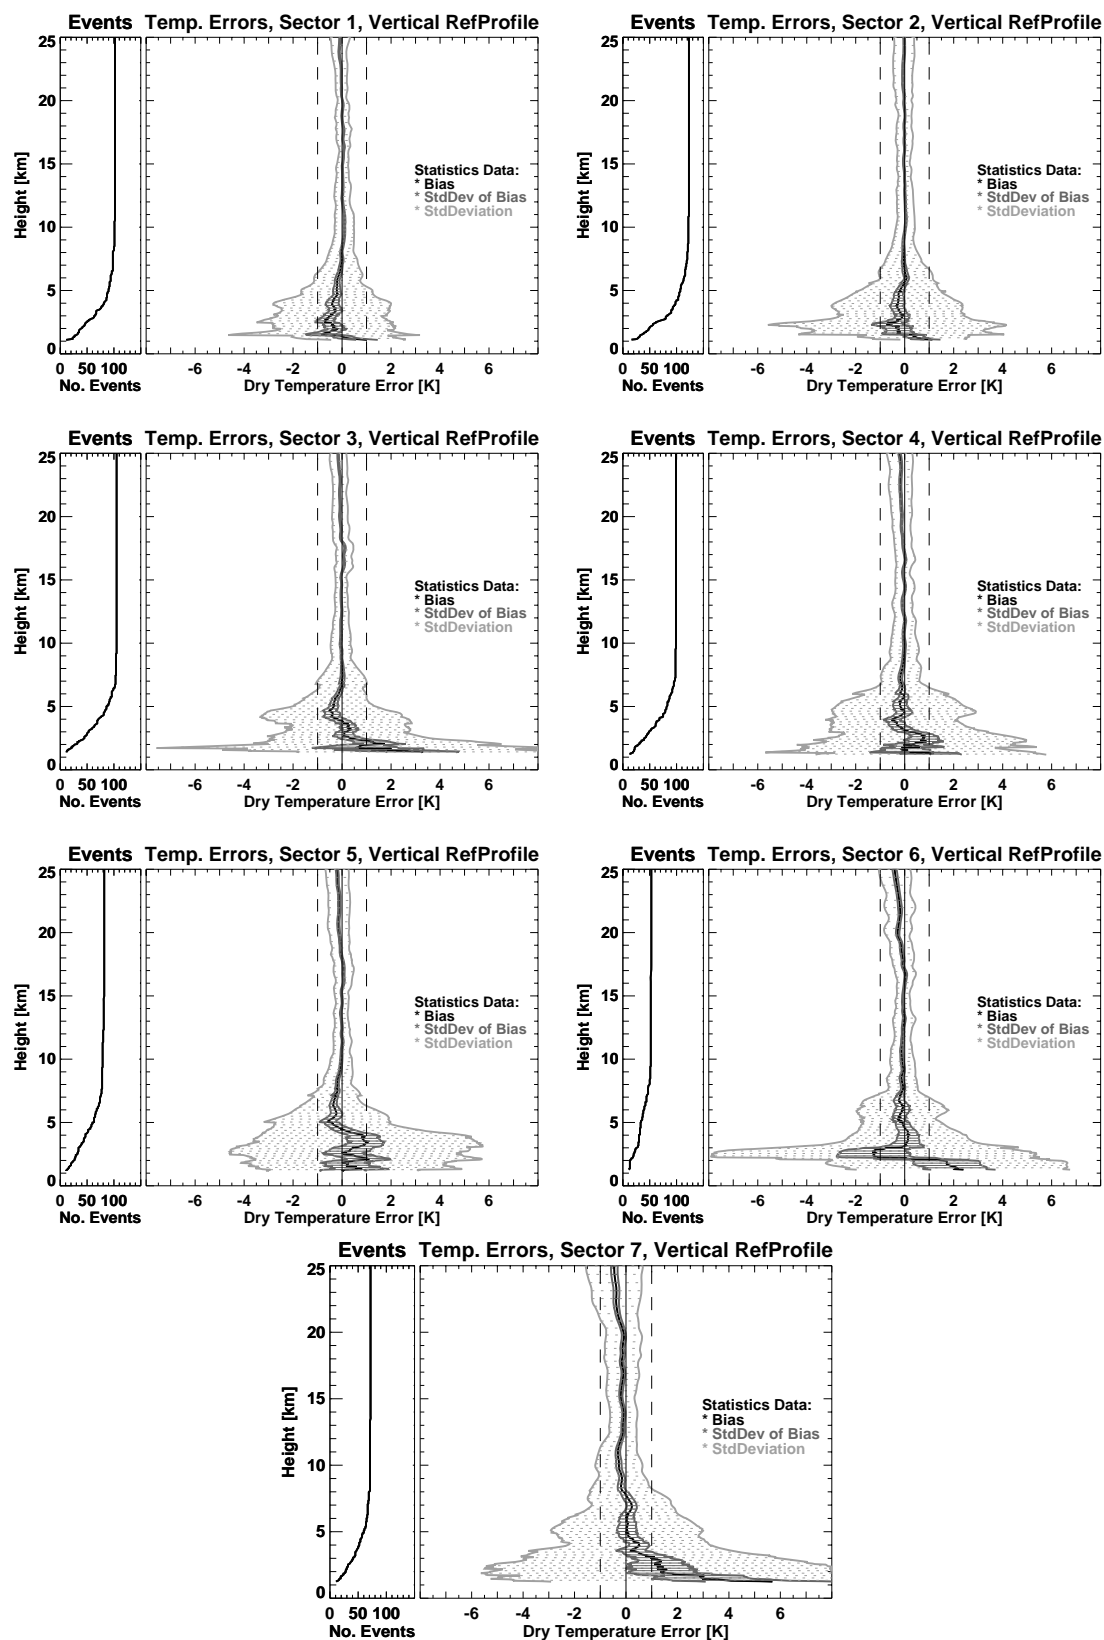 Events Temp. Errors, Sector 1, Vertical RefProfile
25
20
15
10
5
0
Height [km]
Statistics Data:
* Bias
* StdDev of Bias
* StdDeviation
0 50 100
-6 -4 -2 0 2 4 6
No. Events
Dry Temperature Error [K]
Events Temp. Errors, Sector 2, Vertical RefProfile
25
20
15
10
5
0
Height [km]
Statistics Data:
* Bias
* StdDev of Bias
* StdDeviation
0 50 100
-6 -4 -2 0 2 4 6
No. Events
Dry Temperature Error [K]
Events Temp. Errors, Sector 3, Vertical RefProfile
25
20
15
10
5
0
Height [km]
Statistics Data:
* Bias
* StdDev of Bias
* StdDeviation
0 50 100
-6 -4 -2 0 2 4 6
No. Events
Dry Temperature Error [K]
Events Temp. Errors, Sector 4, Vertical RefProfile
25
20
15
10
5
0
Height [km]
Statistics Data:
* Bias
* StdDev of Bias
* StdDeviation
0 50 100
-6 -4 -2 0 2 4 6
No. Events
Dry Temperature Error [K]
Events Temp. Errors, Sector 5, Vertical RefProfile
25
20
15
10
5
0
Height [km]
Statistics Data:
* Bias
* StdDev of Bias
* StdDeviation
0 50 100
-6 -4 -2 0 2 4 6
No. Events
Dry Temperature Error [K]
Events Temp. Errors, Sector 6, Vertical RefProfile
25
20
15
10
5
0
Height [km]
Statistics Data:
* Bias
* StdDev of Bias
* StdDeviation
0 50 100
-6 -4 -2 0 2 4 6
No. Events
Dry Temperature Error [K]
Events Temp. Errors, Sector 7, Vertical RefProfile
25
20
15
10
5
0
Height [km]
Statistics Data:
* Bias
* StdDev of Bias
* StdDeviation
0 50 100
-6 -4 -2 0 2 4 6
No. Events
Dry Temperature Error [K]